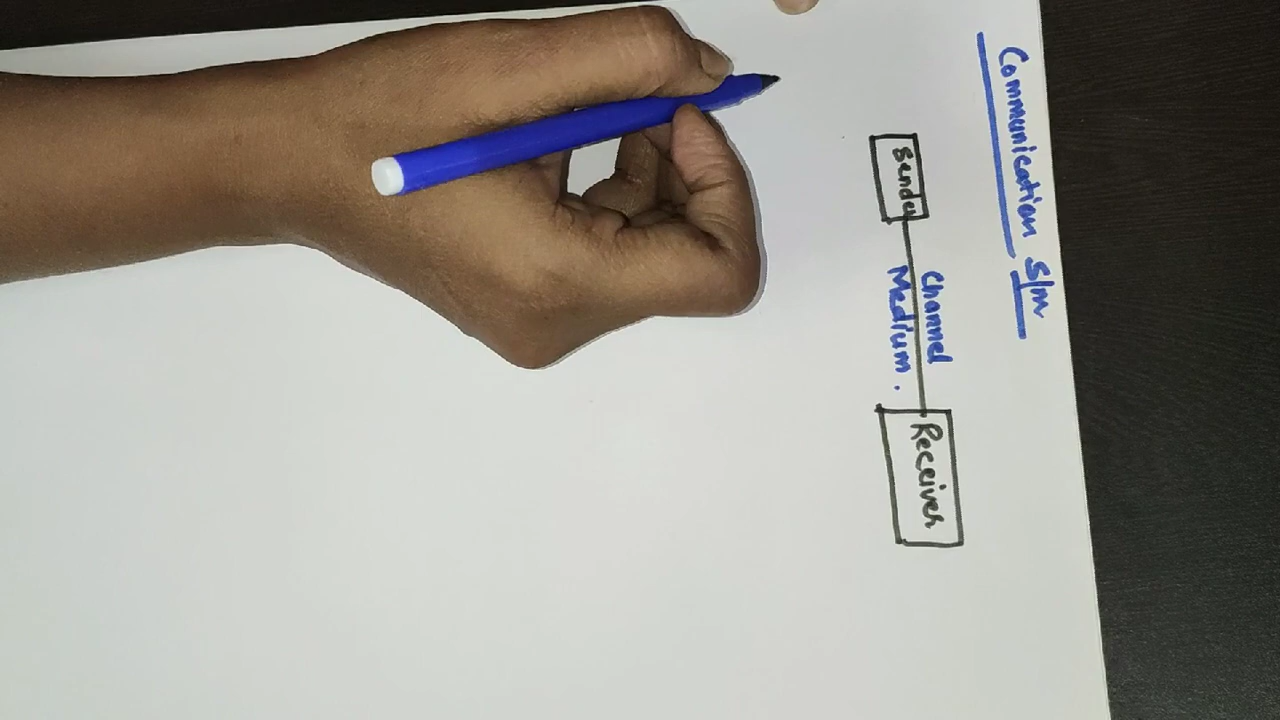 Communication S/m
Sender
Channel
Medium.
Receiver